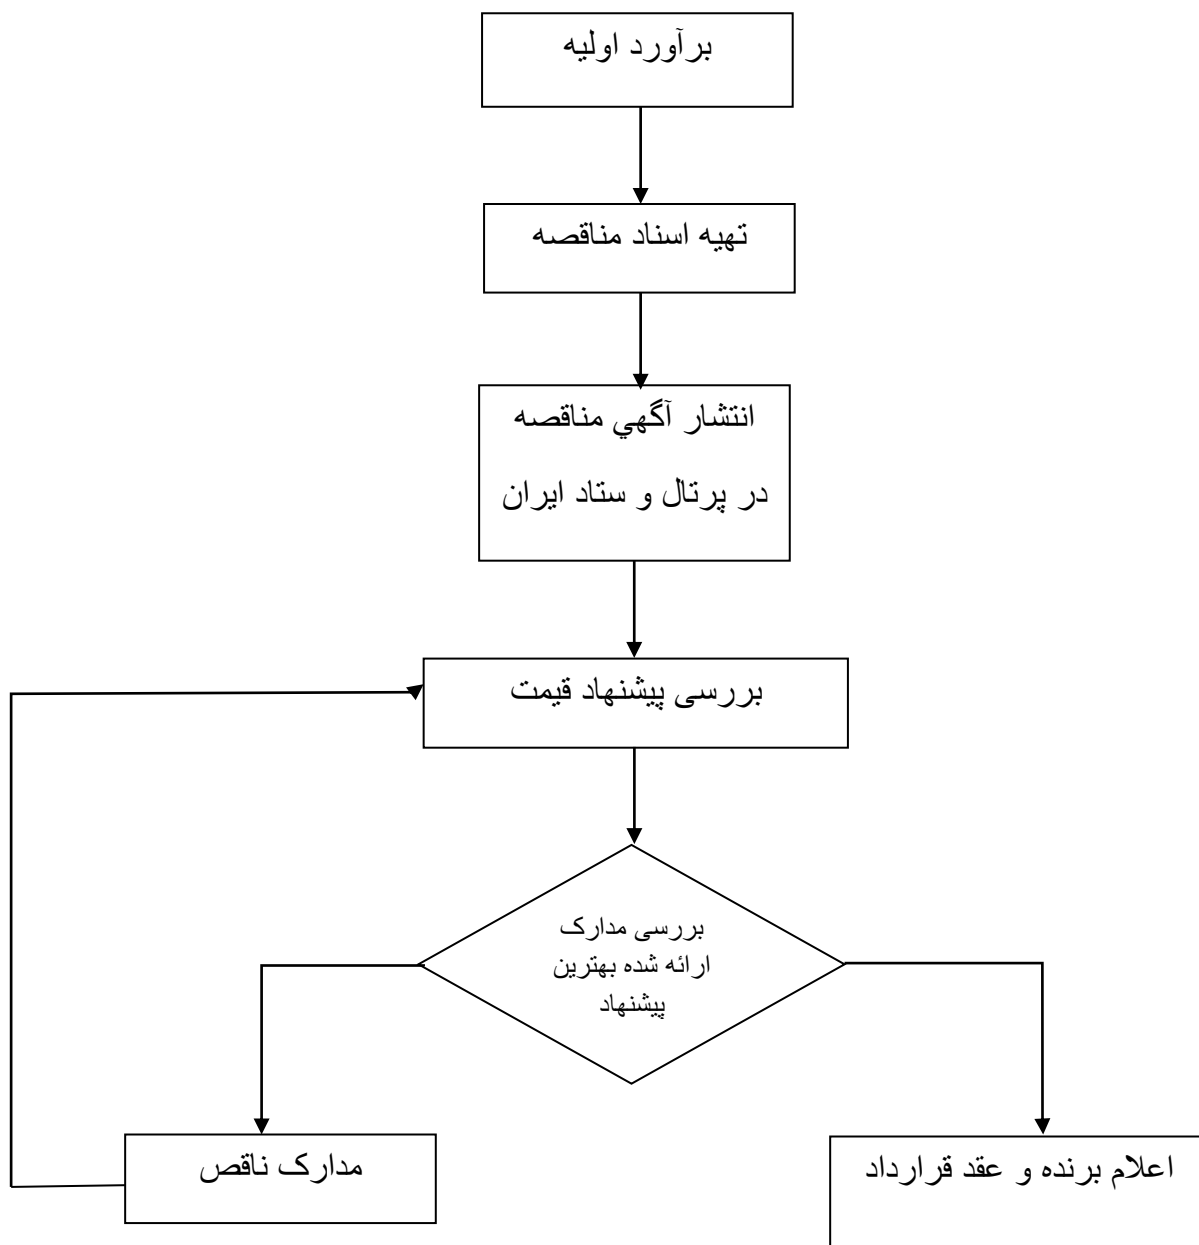 برآورد اولیه
تهیه اسناد مناقصه
انتشار آگهي مناقصه
در پرتال و ستاد ایران
بررسی پیشنهاد قیمت
بررسی مدارک
ارائه شده بهترین
پیشنهاد
مدارک ناقص
اعلام برنده و عقد قرارداد